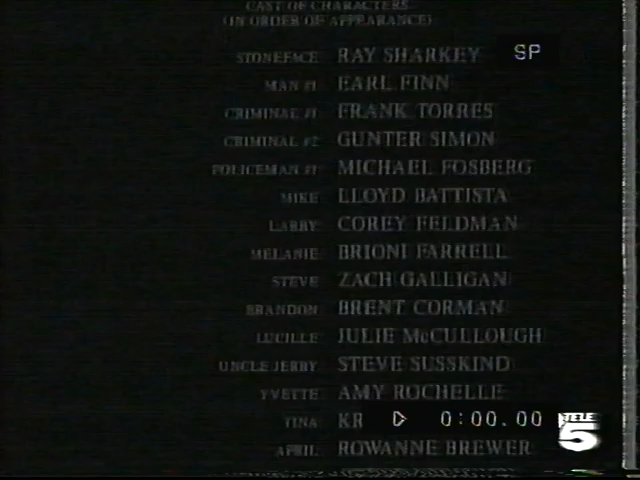 CAST OF CHARACTERS
(IN ORDER OF APPEARANCE)
SP
STONEFACE RAY SHARKEY
MAN #1 EARL FINN
CRIMINAL #1 FRANK TORRES
CRIMINAL #2 GUNTER SIMON
POLICEMAN #1 MICHAEL FOSBERG
MIKE LLOYD BATTISTA
LARRY COREY FELDMAN
MELANIE BRIONI FARRELL
STEVE ZACH GALLIGAN
BRANDON BRENT CORMAN
LUCILLE JULIE McCULLOUGH
UNCLE JERRY STEVE SUSSKIND
YVETTE AMY ROCHELLE
TINA KR
0:00.00
TELE 5
APRIL ROWANNE BREWER